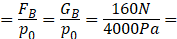 = F_B / p_0 = G_B / p_0 = 160N / 4000Pa =